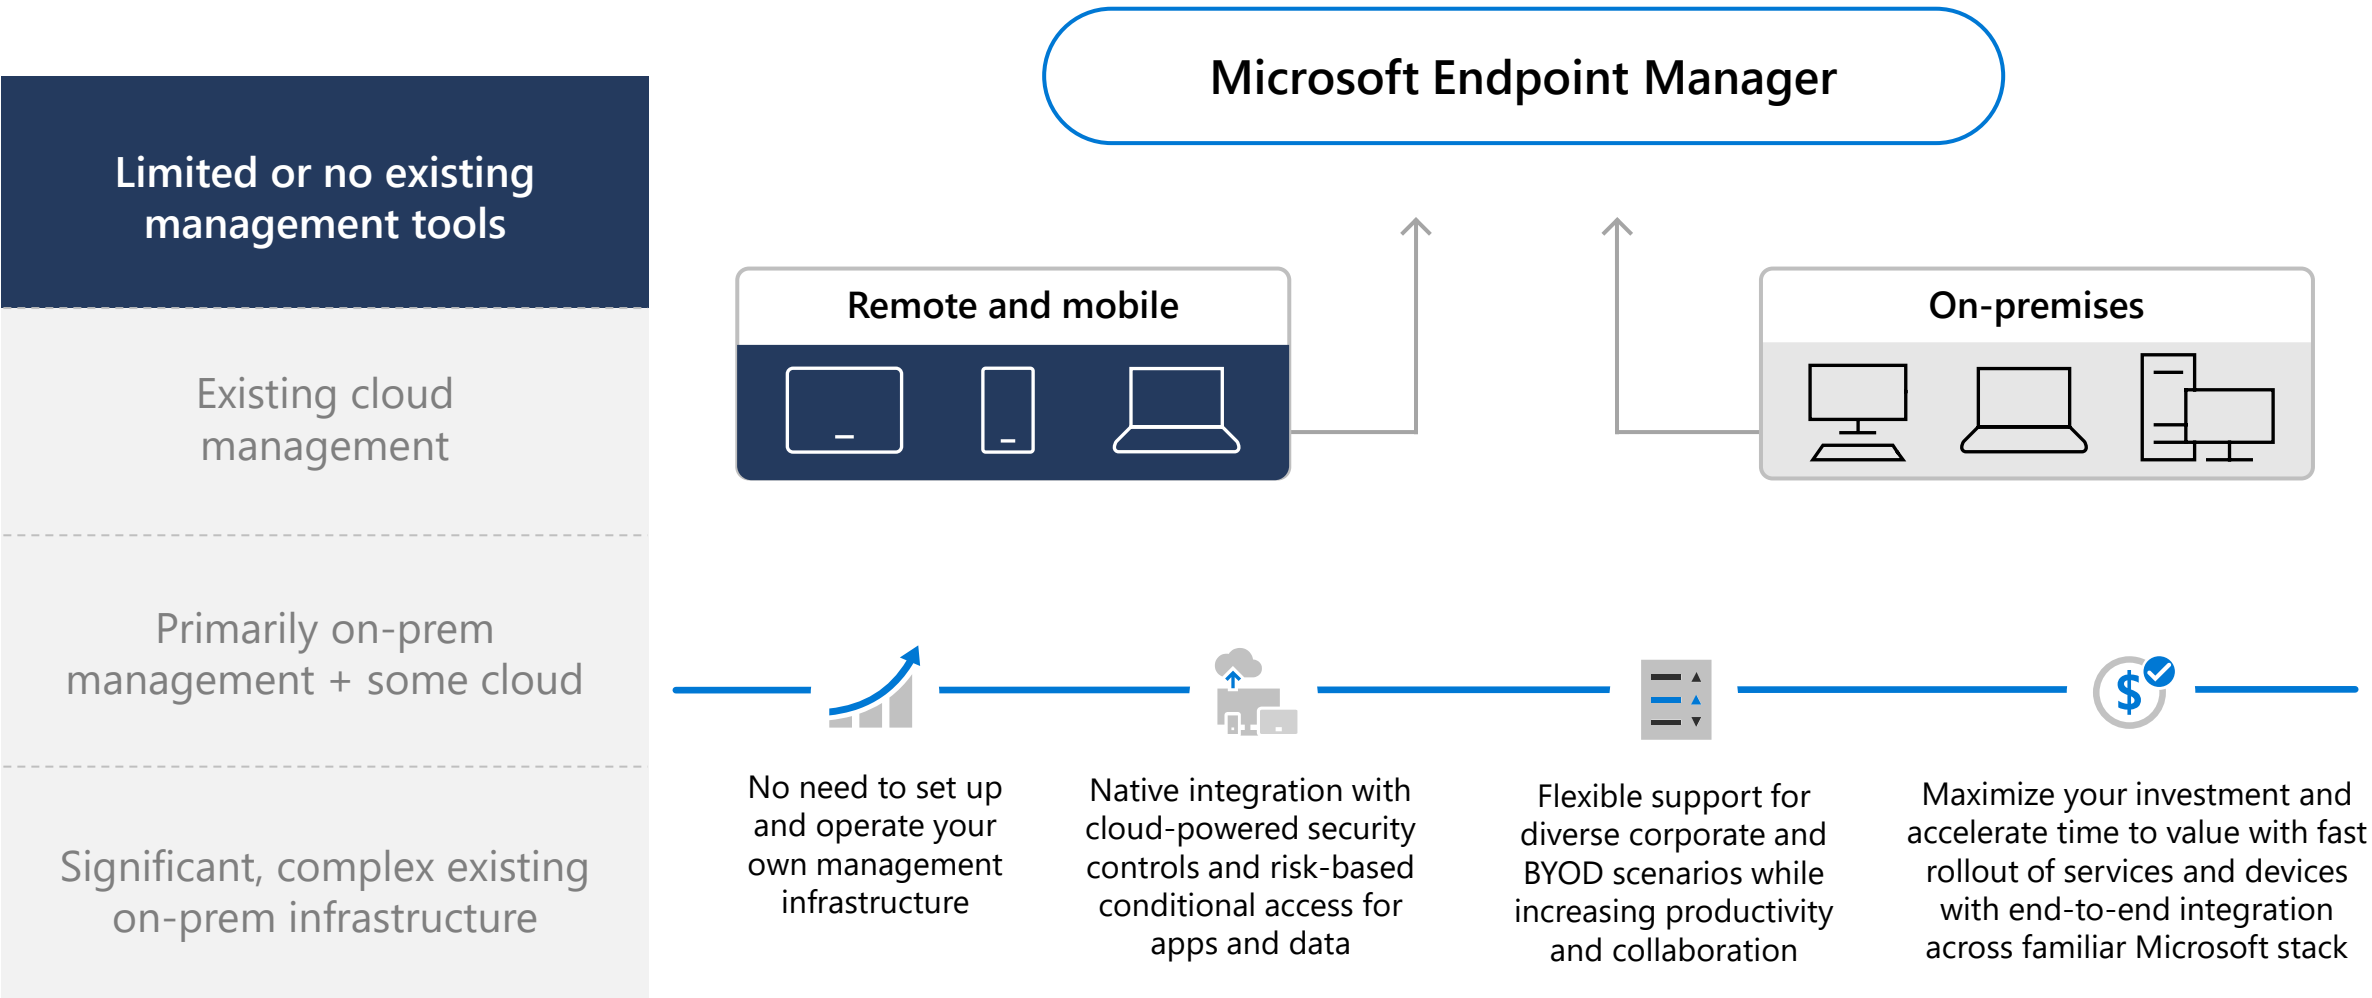 Microsoft Endpoint Manager
Limited or no existing
management tools
Existing cloud
management
Primarily on-prem
management + some cloud
Significant, complex existing
on-prem infrastructure
Remote and mobile
On-premises
$
No need to set up
and operate your
own management
infrastructure
Native integration with
cloud-powered security
controls and risk-based
conditional access for
apps and data
Flexible support for
diverse corporate and
BYOD scenarios while
increasing productivity
and collaboration
Maximize your investment and
accelerate time to value with fast
rollout of services and devices
with end-to-end integration
across familiar Microsoft stack